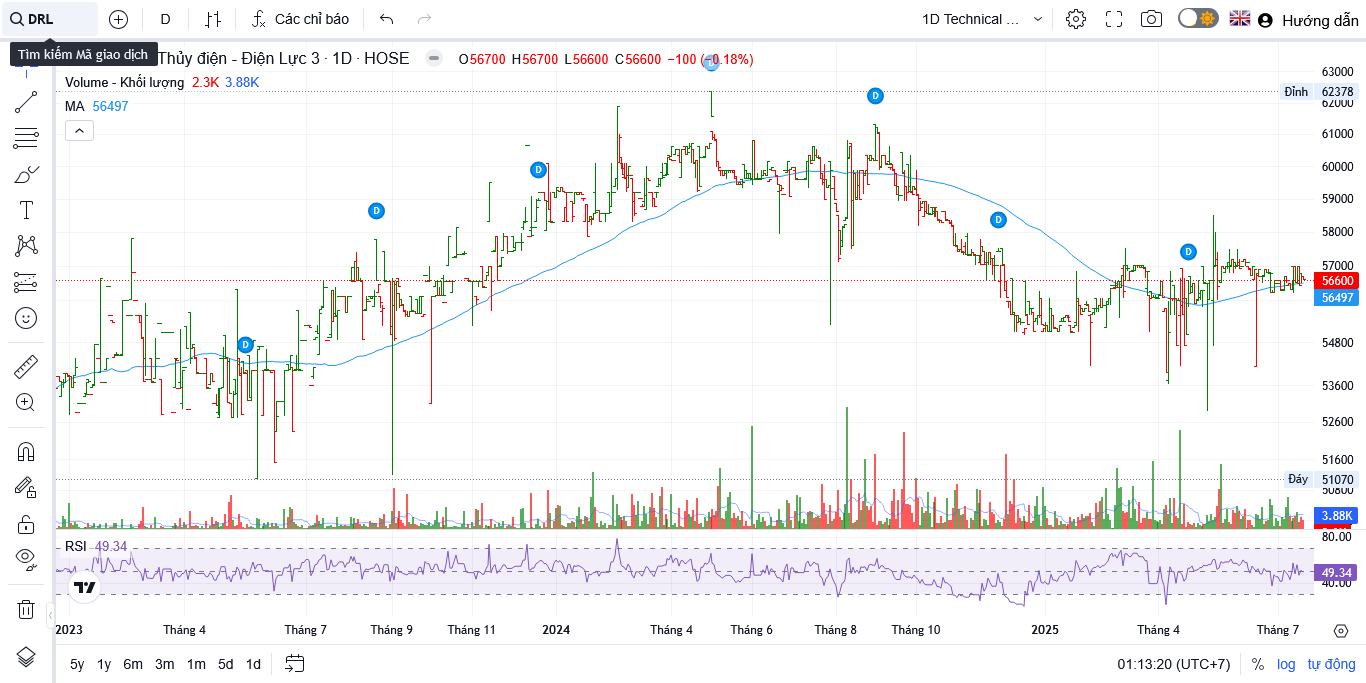 DRL
D
Các chỉ báo
1D Technical ...
Hướng dẫn
Tìm kiếm Mã giao dịch
Thủy điện - Điện Lực 3 · 1D · HOSE
O56700 H56700 L56600 C56600 −100 (−0.18%)
Volume - Khối lượng 2.3K 3.88K
MA 56497
63000
Đỉnh 62378
62000
61000
60000
59000
58000
57000
56600
56497
54800
53600
52600
51600
Đáy 51070
50800
3.88K
D
D
D
D
D
D
RSI 49.34
80.00
49.34
40.00
2023 Tháng 4 Tháng 7 Tháng 9 Tháng 11 2024 Tháng 4 Tháng 6 Tháng 8 Tháng 10 2025 Tháng 4 Tháng 7
5y 1y 6m 3m 1m 5d 1d
01:13:20 (UTC+7) % log tự động